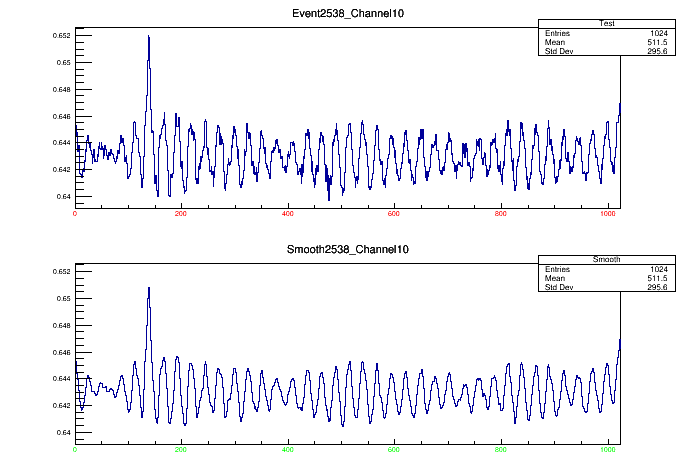 Event2538_Channel10
Test
Entries 1024
Mean 511.5
Std Dev 295.6
0.652
0.65
0.648
0.646
0.644
0.642
0.64
0 200 400 600 800 1000
Smooth2538_Channel10
Smooth
Entries 1024
Mean 511.5
Std Dev 295.6
0.652
0.65
0.648
0.646
0.644
0.642
0.64
0 200 400 600 800 1000